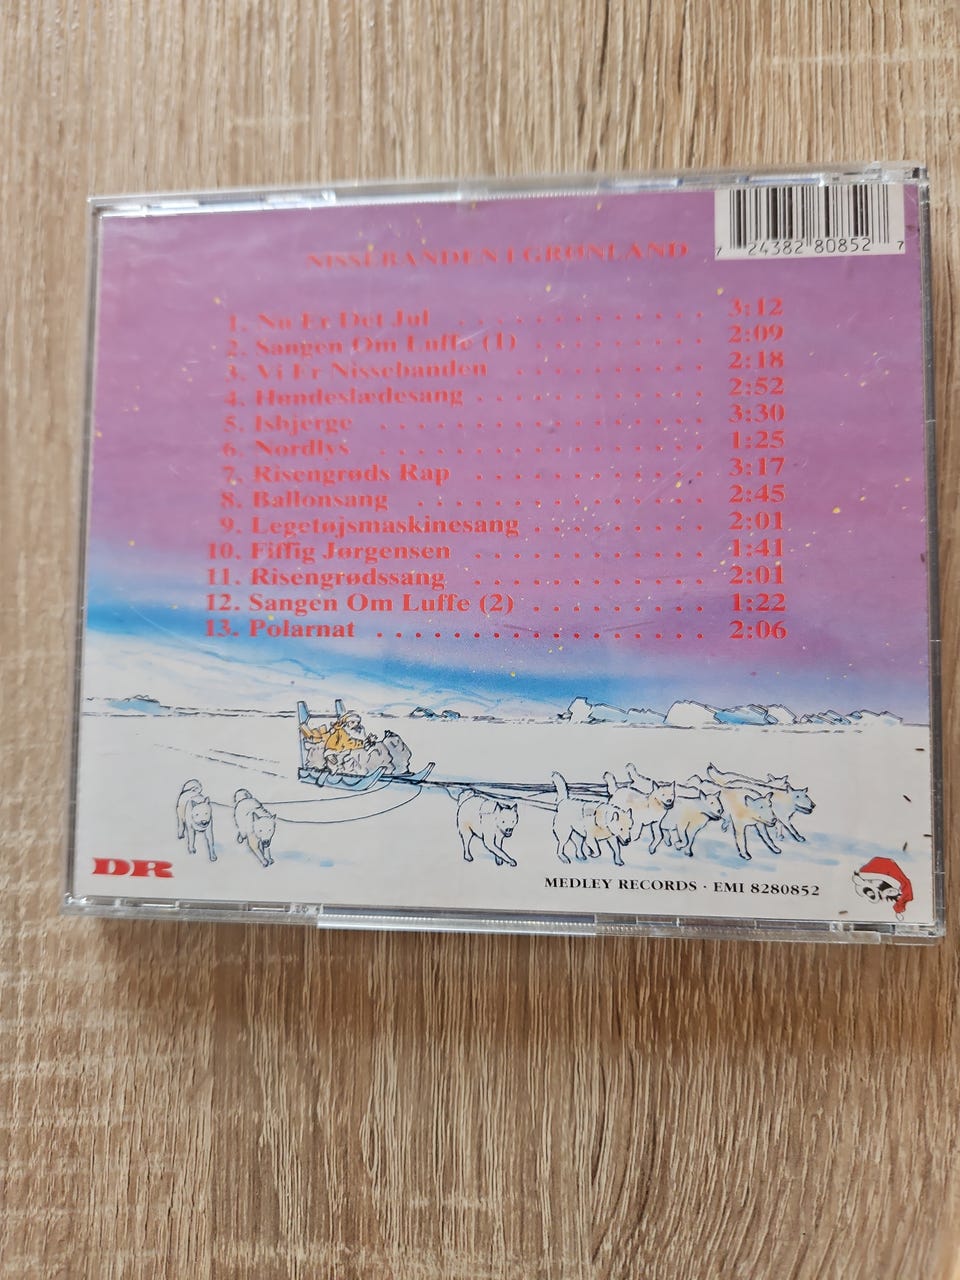 7 24382 80852 7
NISSEBANDEN I GRØNLAND
1. Nu Er Det Jul . . . . . . . . . . . 3:12
2. Sangen Om Luffe (1) . . . . . . . . . 2:09
3. Vi Er Nissebanden . . . . . . . . 2:18
4. Hundeslædesang . . . . . . . . . . 2:52
5. Isbjerge . . . . . . . . . . . . . 3:30
6. Nordlys . . . . . . . . . . . . . 1:25
7. Risengrøds Rap . . . . . . . . . . 3:17
8. Ballonsang . . . . . . . . . . . . 2:45
9. Legetøjsmaskinesang . . . . . . . 2:01
10. Fiffig Jørgensen . . . . . . . . . . 1:41
11. Risengrødssang . . . . . . . . . . 2:01
12. Sangen Om Luffe (2) . . . . . . . 1:22
13. Polarnat . . . . . . . . . . . . . . . . . 2:06
DR
MEDLEY RECORDS · EMI 8280852